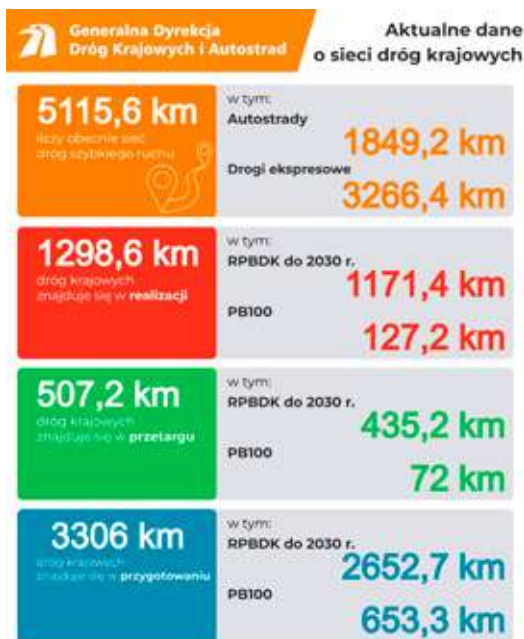 Generalna Dyrekcja
Dróg Krajowych i Autostrad
Aktualne dane
o sieci dróg krajowych
5115,6 km
liczy obecnie sieć
dróg szybkiego ruchu
w tym:
Autostrady
1849,2 km
Drogi ekspresowe
3266,4 km
1298,6 km
dróg krajowych
znajduje się w realizacji
w tym:
RPBDK do 2030 r.
1171,4 km
PB100
127,2 km
507,2 km
dróg krajowych
znajduje się w przetargu
w tym:
RPBDK do 2030 r.
435,2 km
PB100
72 km
3306 km
dróg krajowych
znajduje się w przygotowaniu
w tym:
RPBDK do 2030 r.
2652,7 km
PB100
653,3 km